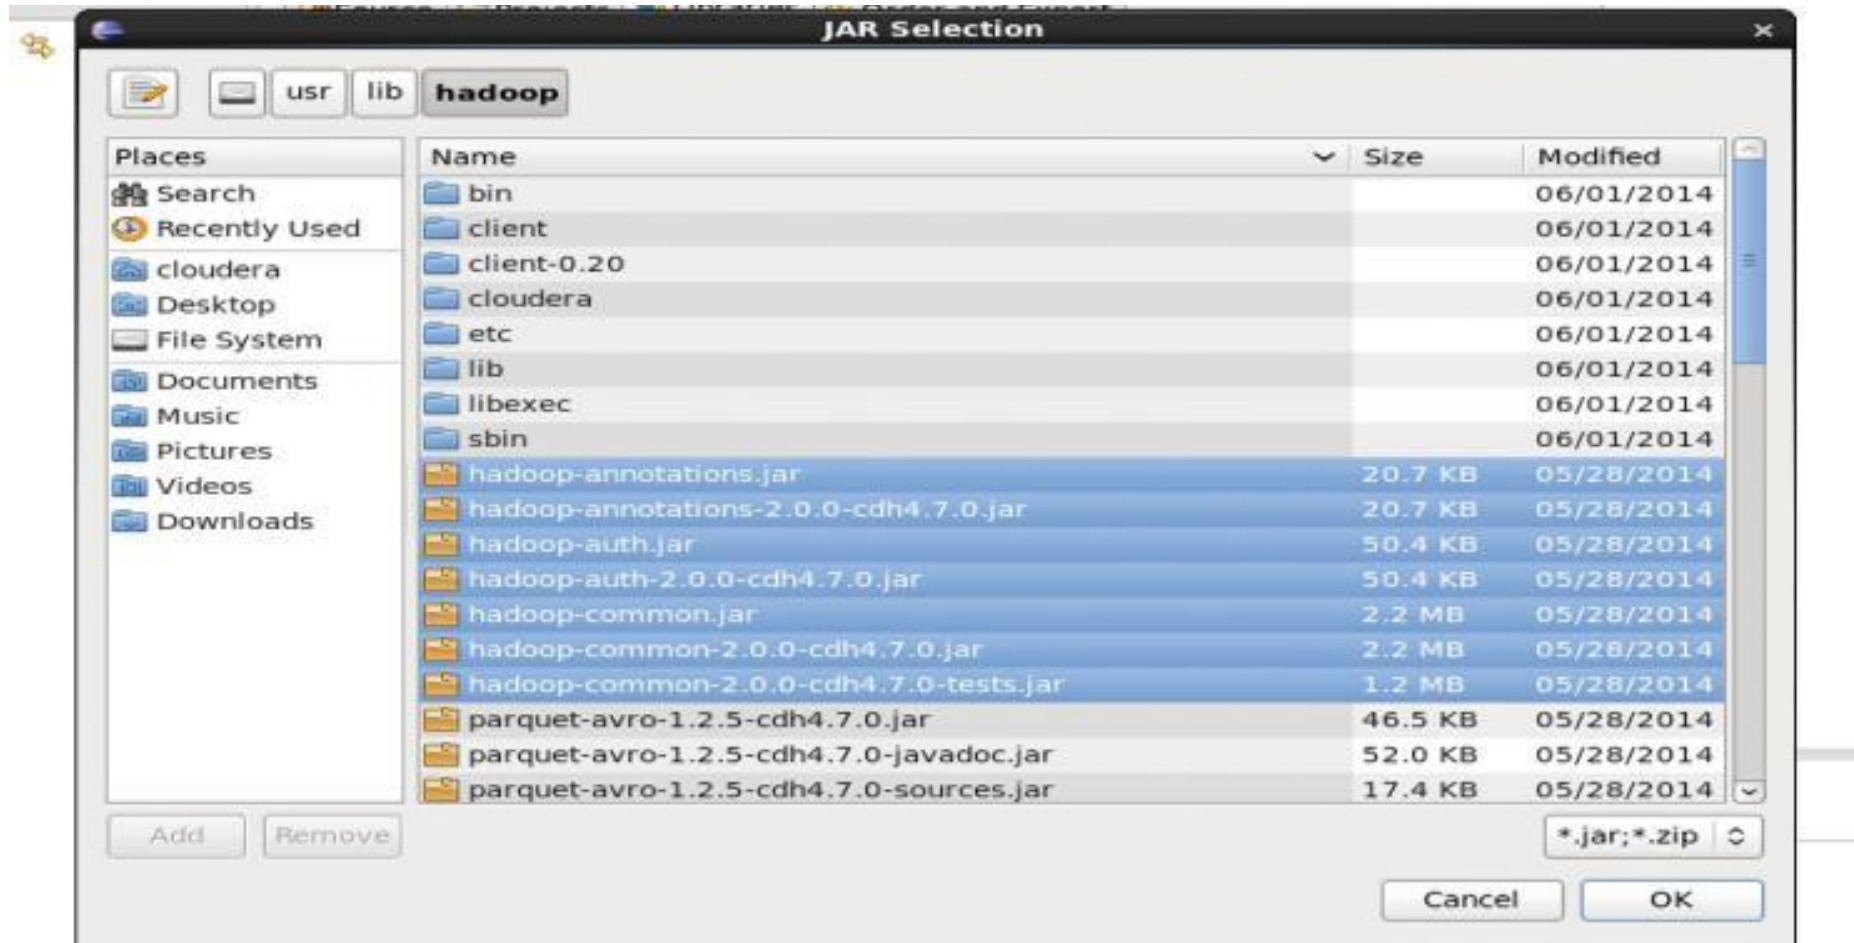 JAR Selection
usr lib hadoop
Places
Search
Recently Used
cloudera
Desktop
File System
Documents
Music
Pictures
Videos
Downloads
Name Size Modified
bin 06/01/2014
client 06/01/2014
client-0.20 06/01/2014
cloudera 06/01/2014
etc 06/01/2014
lib 06/01/2014
libexec 06/01/2014
sbin 06/01/2014
hadoop-annotations.jar 20.7 KB 05/28/2014
hadoop-annotations-2.0.0-cdh4.7.0.jar 20.7 KB 05/28/2014
hadoop-auth.jar 50.4 KB 05/28/2014
hadoop-auth-2.0.0-cdh4.7.0.jar 50.4 KB 05/28/2014
hadoop-common.jar 2.2 MB 05/28/2014
hadoop-common-2.0.0-cdh4.7.0.jar 2.2 MB 05/28/2014
hadoop-common-2.0.0-cdh4.7.0-tests.jar 1.2 MB 05/28/2014
parquet-avro-1.2.5-cdh4.7.0.jar 46.5 KB 05/28/2014
parquet-avro-1.2.5-cdh4.7.0-javadoc.jar 52.0 KB 05/28/2014
parquet-avro-1.2.5-cdh4.7.0-sources.jar 17.4 KB 05/28/2014
Add Remove
*.jar;*.zip
Cancel OK